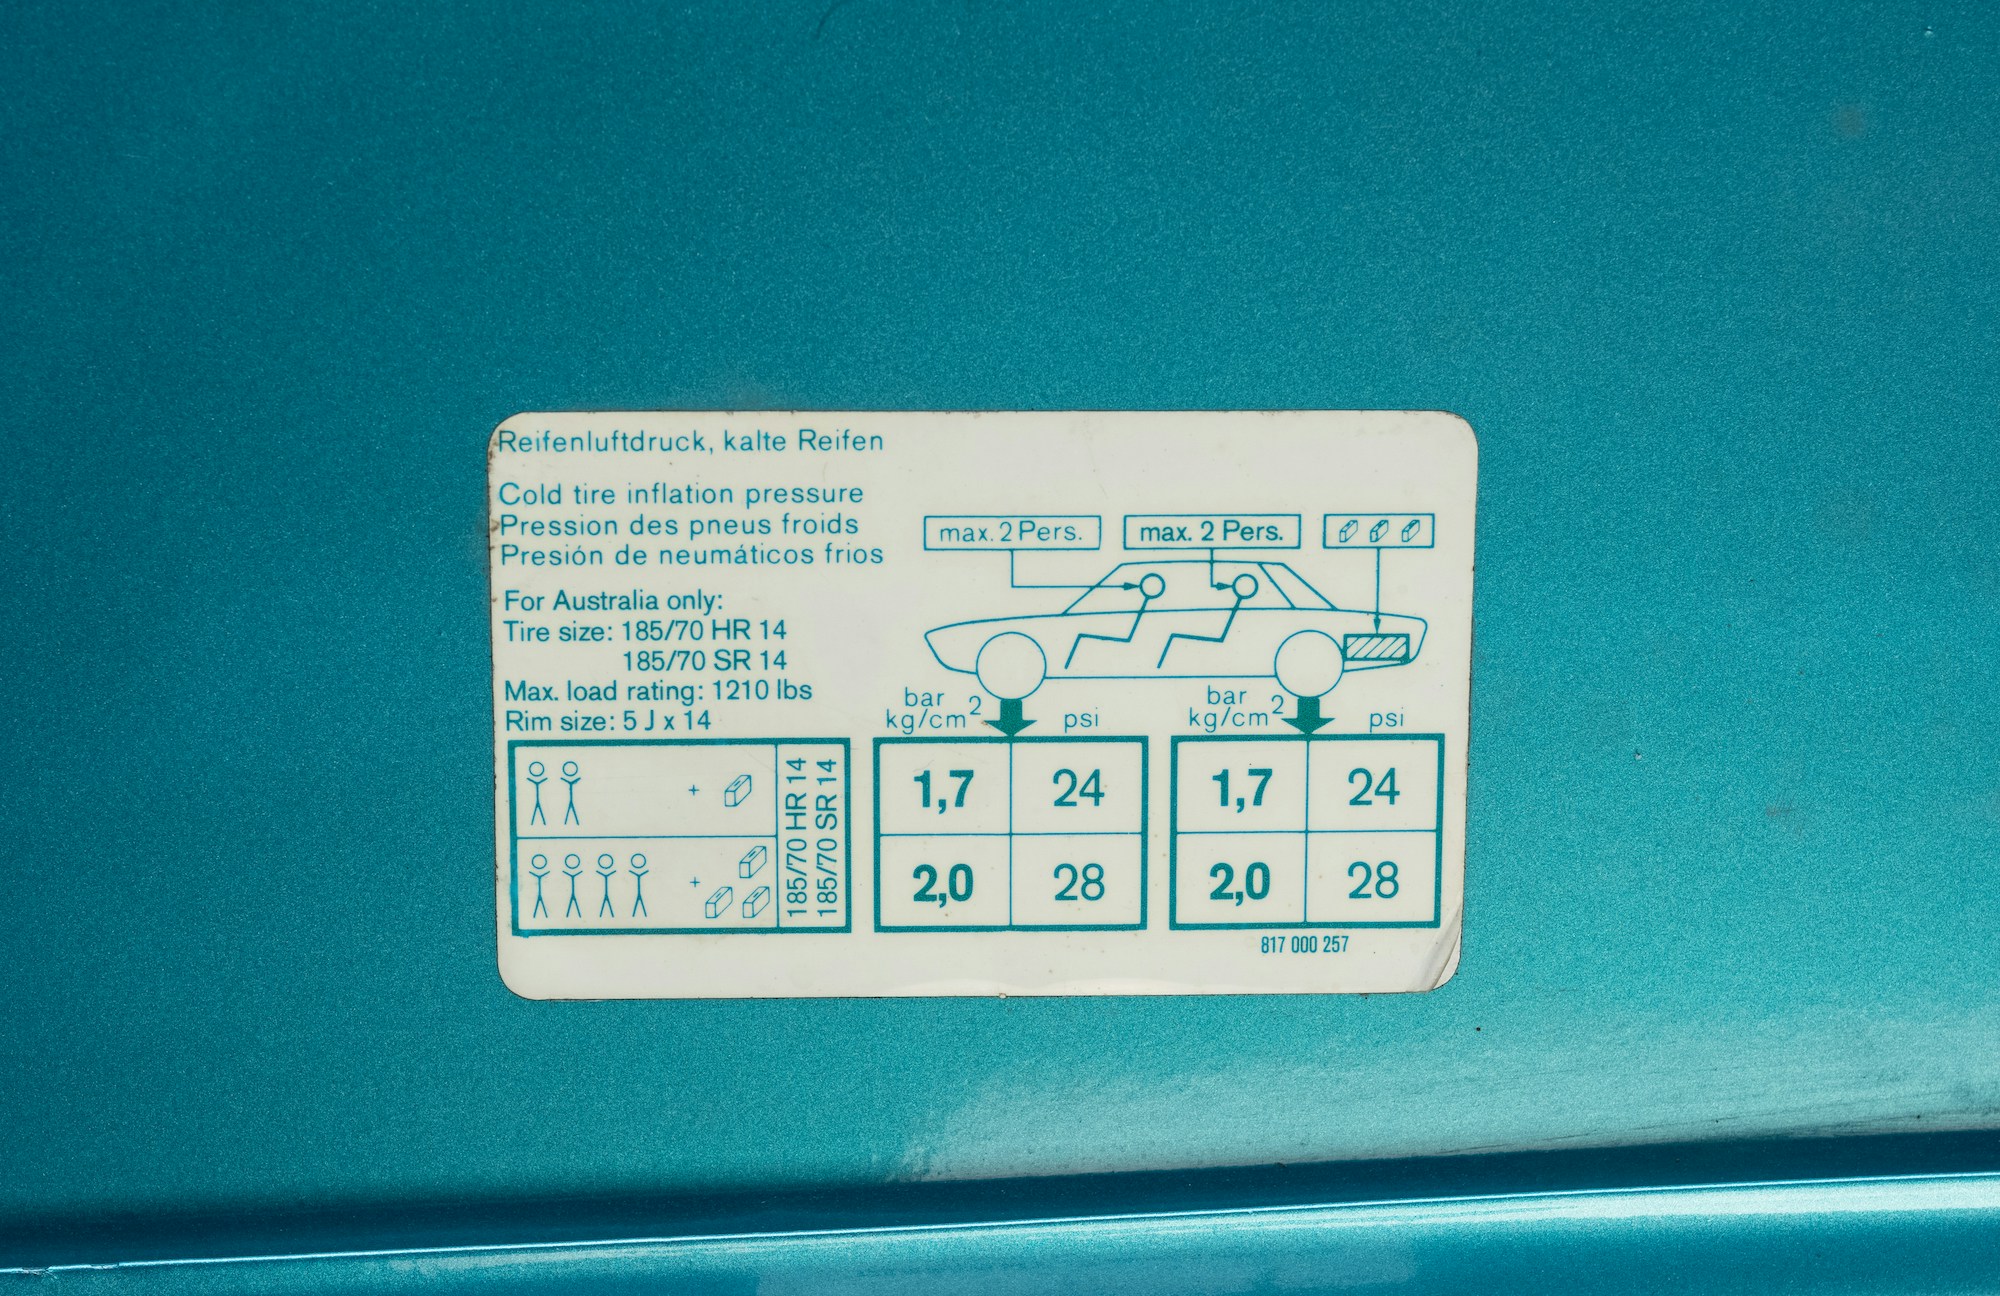 Reifenluftdruck, kalte Reifen
Cold tire inflation pressure
Pression des pneus froids
Presión de neumáticos frios
For Australia only:
Tire size: 185/70 HR 14
185/70 SR 14
Max. load rating: 1210 lbs
Rim size: 5 J x 14
max. 2 Pers. max. 2 Pers.
bar bar
kg/cm² psi kg/cm² psi
+
+
185/70 HR 14
185/70 SR 14
1,7 24 1,7 24
2,0 28 2,0 28
817 000 257